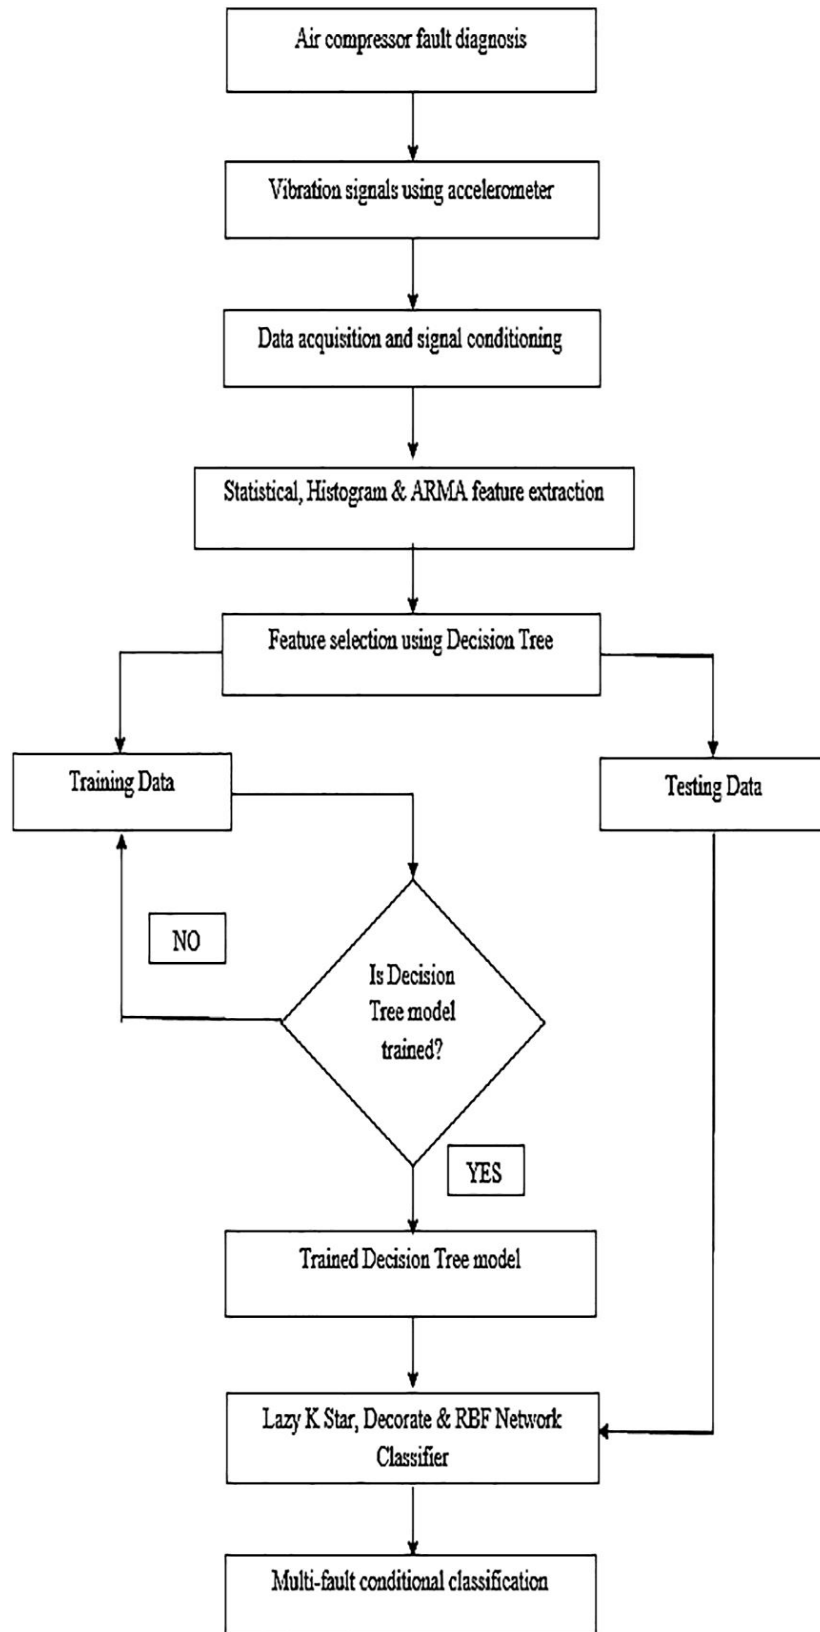 Air compressor fault diagnosis
Vibration signals using accelerometer
Data acquisition and signal conditioning
Statistical, Histogram & ARMA feature extraction
Feature selection using Decision Tree
Training Data
Testing Data
NO
Is Decision
Tree model
trained?
YES
Trained Decision Tree model
Lazy K Star, Decorate & RBF Network
Classifier
Multi-fault conditional classification